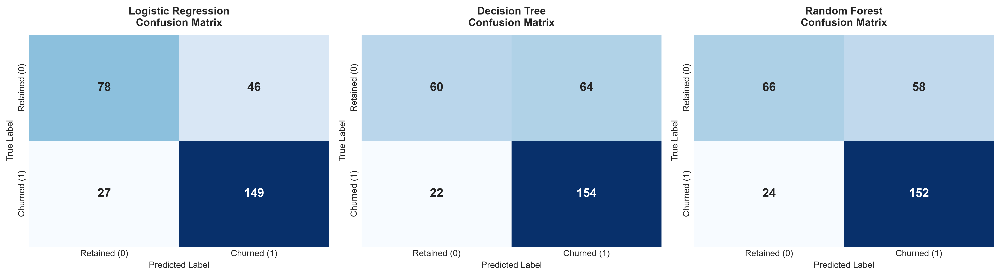 Logistic Regression
Confusion Matrix
True Label
Retained (0)
Churned (1)
78
46
27
149
Retained (0)
Churned (1)
Predicted Label
Decision Tree
Confusion Matrix
True Label
Retained (0)
Churned (1)
60
64
22
154
Retained (0)
Churned (1)
Predicted Label
Random Forest
Confusion Matrix
True Label
Retained (0)
Churned (1)
66
58
24
152
Retained (0)
Churned (1)
Predicted Label